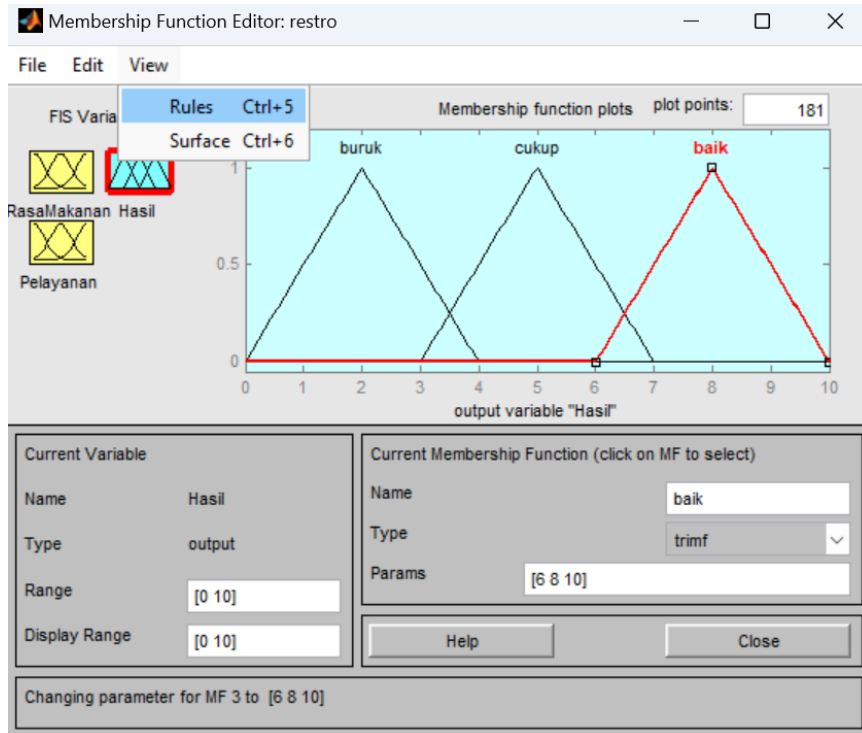 Membership Function Editor: restro
File Edit View
Rules Ctrl+5
Surface Ctrl+6
FIS Varia
RasaMakanan Hasil
Pelayanan
Membership function plots plot points: 181
buruk cukup baik
1
0.5
0
0 1 2 3 4 5 6 7 8 9 10
output variable "Hasil"
Current Variable
Name Hasil
Type output
Range [0 10]
Display Range [0 10]
Current Membership Function (click on MF to select)
Name baik
Type trimf
Params [6 8 10]
Help Close
Changing parameter for MF 3 to [6 8 10]